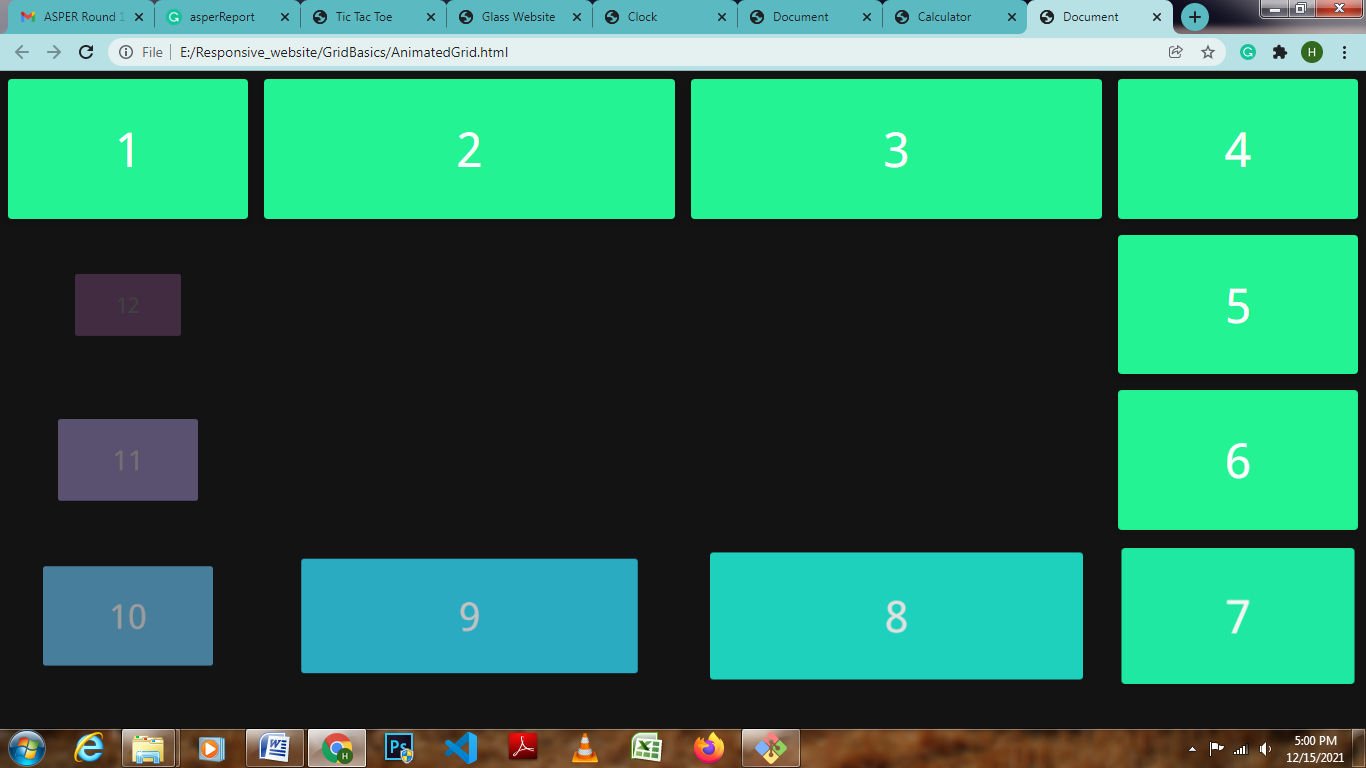 ASPER Round 1
asperReport
Tic Tac Toe
Glass Website
Clock
Document
Calculator
Document
File
E:/Responsive_website/GridBasics/AnimatedGrid.html
G
H
1
2
3
4
12
5
11
6
10
9
8
7
W
H
Ps
5:00 PM
12/15/2021